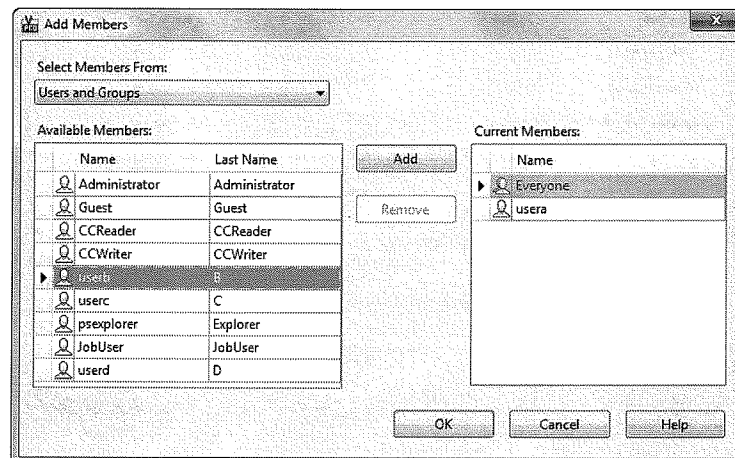 V Pro Add Members X
Select Members From:
Users and Groups
Available Members:
Name Last Name
Administrator Administrator
Guest Guest
CCReader CCReader
CCWriter CCWriter
userb B
userc C
psexplorer Explorer
JobUser JobUser
userd D
Add
Remove
Current Members:
Name
Everyone
usera
OK Cancel Help